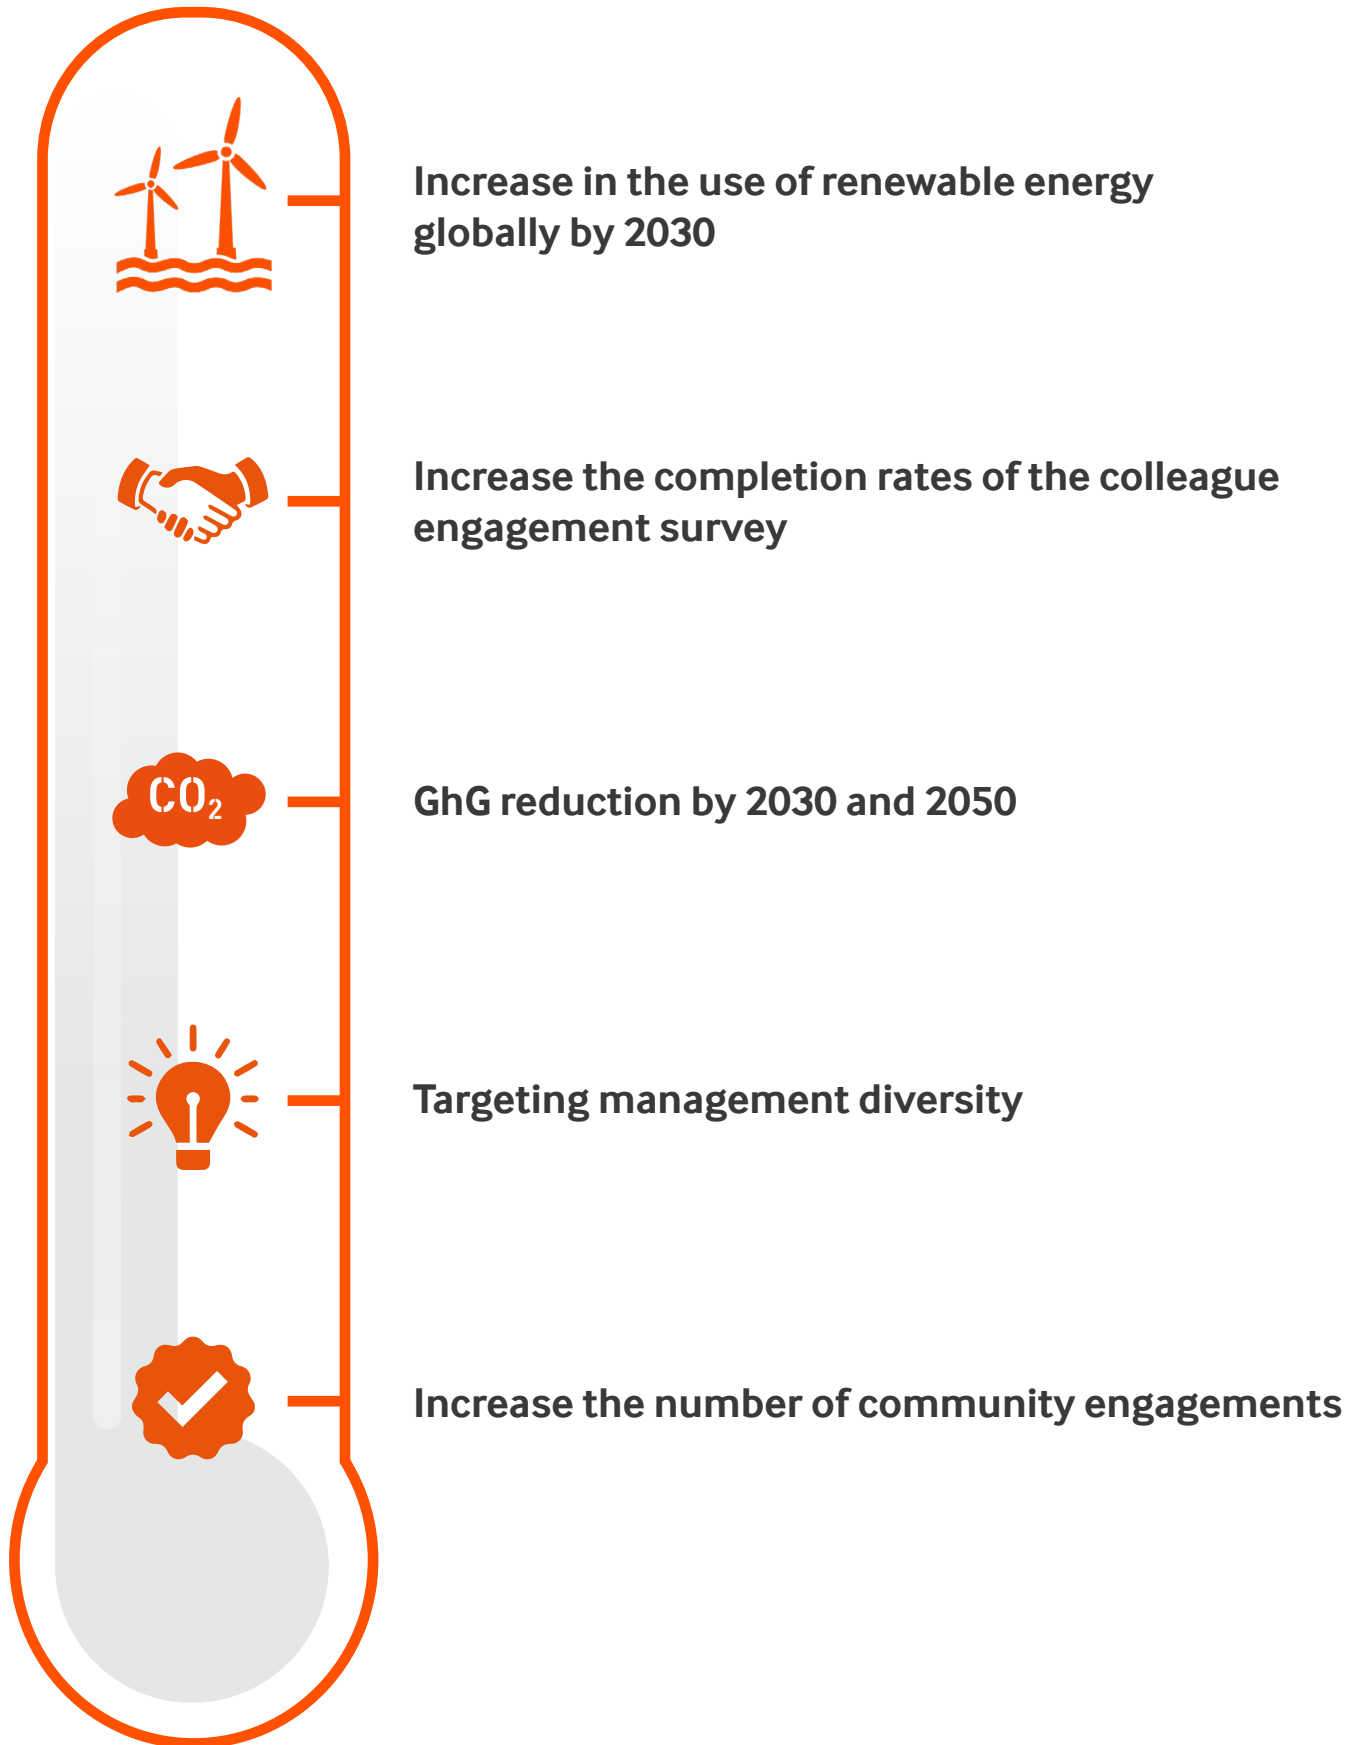 Increase in the use of renewable energy
globally by 2030
Increase the completion rates of the colleague
engagement survey
CO₂
GhG reduction by 2030 and 2050
Targeting management diversity
Increase the number of community engagements